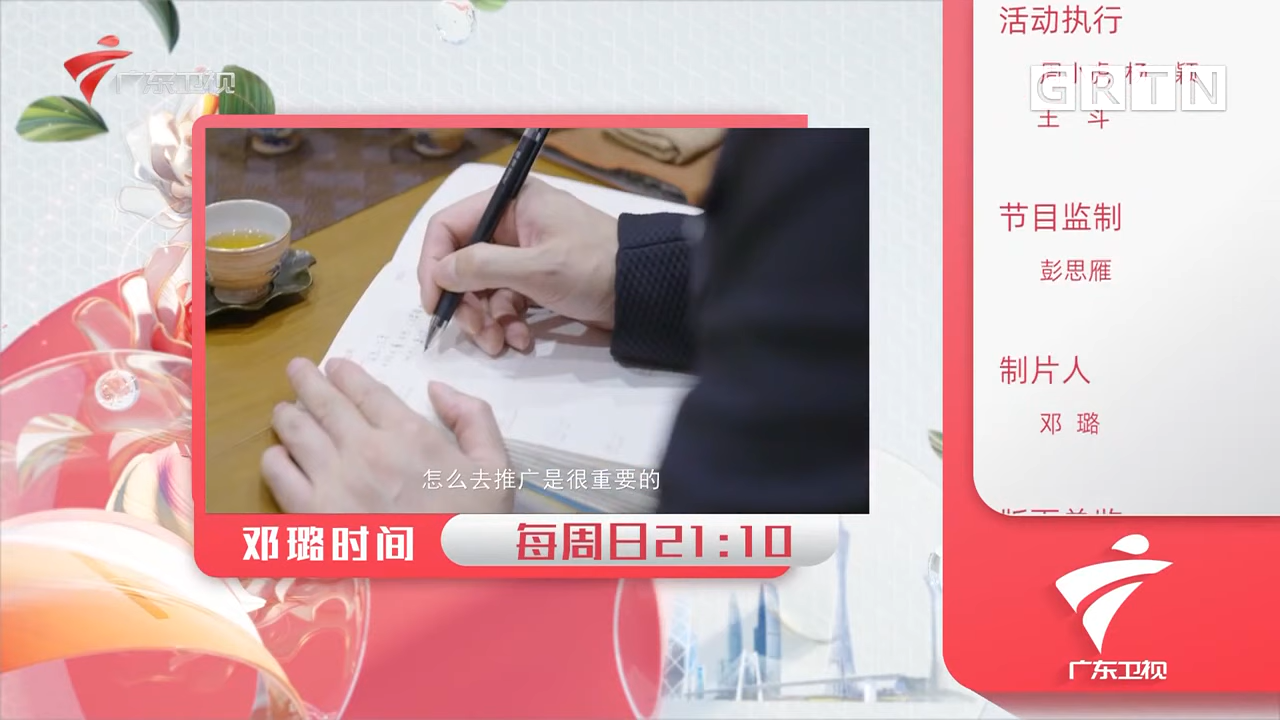 广东卫视
怎么去推广是很重要的
邓璐时间
每周日21:10
活动执行
GRTN
王 斗
节目监制
彭思雁
制片人
邓 璐
广东卫视